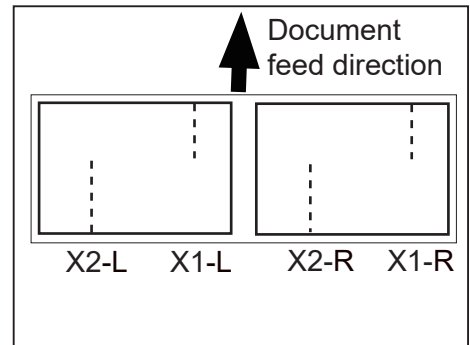 Document
feed direction
X2-L X1-L X2-R X1-R